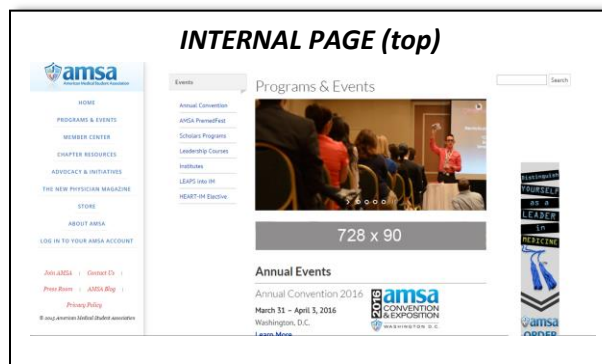 INTERNAL PAGE (top)
amsa
American Medical Student Association
HOME
PROGRAMS & EVENTS
MEMBER CENTER
CHAPTER RESOURCES
ADVOCACY & INITIATIVES
THE NEW PHYSICIAN MAGAZINE
STORE
ABOUT AMSA
LOG IN TO YOUR AMSA ACCOUNT
Join AMSA | Contact Us |
Press Room | AMSA Blog |
Privacy Policy
© 2015 American Medical Student Association
Events
Annual Convention
AMSA PremedFest
Scholars Programs
Leadership Courses
Institutes
LEAPS into IM
HEART-IM Elective
Programs & Events
728 x 90
Annual Events
Annual Convention 2016
March 31 – April 3, 2016
Washington, D.C.
Learn More
2016 amsa
CONVENTION
& EXPOSITION
WASHINGTON D.C.
Search
Distinguish
YOURSELF
as a
LEADER
in
MEDICINE
amsa
ORDER